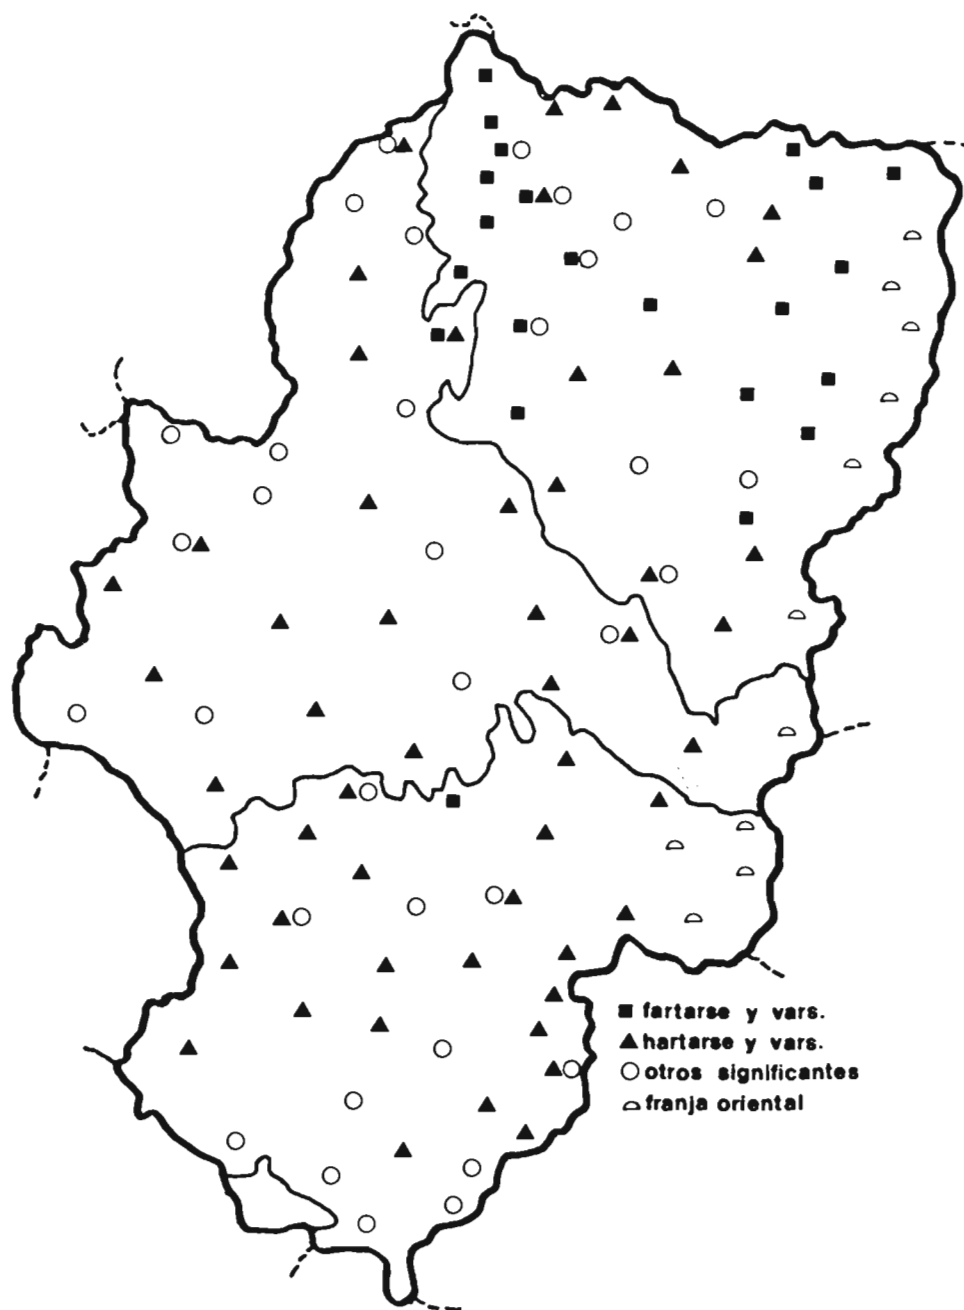 fartarse y vars.
hartarse y vars.
otros significantes
franja oriental